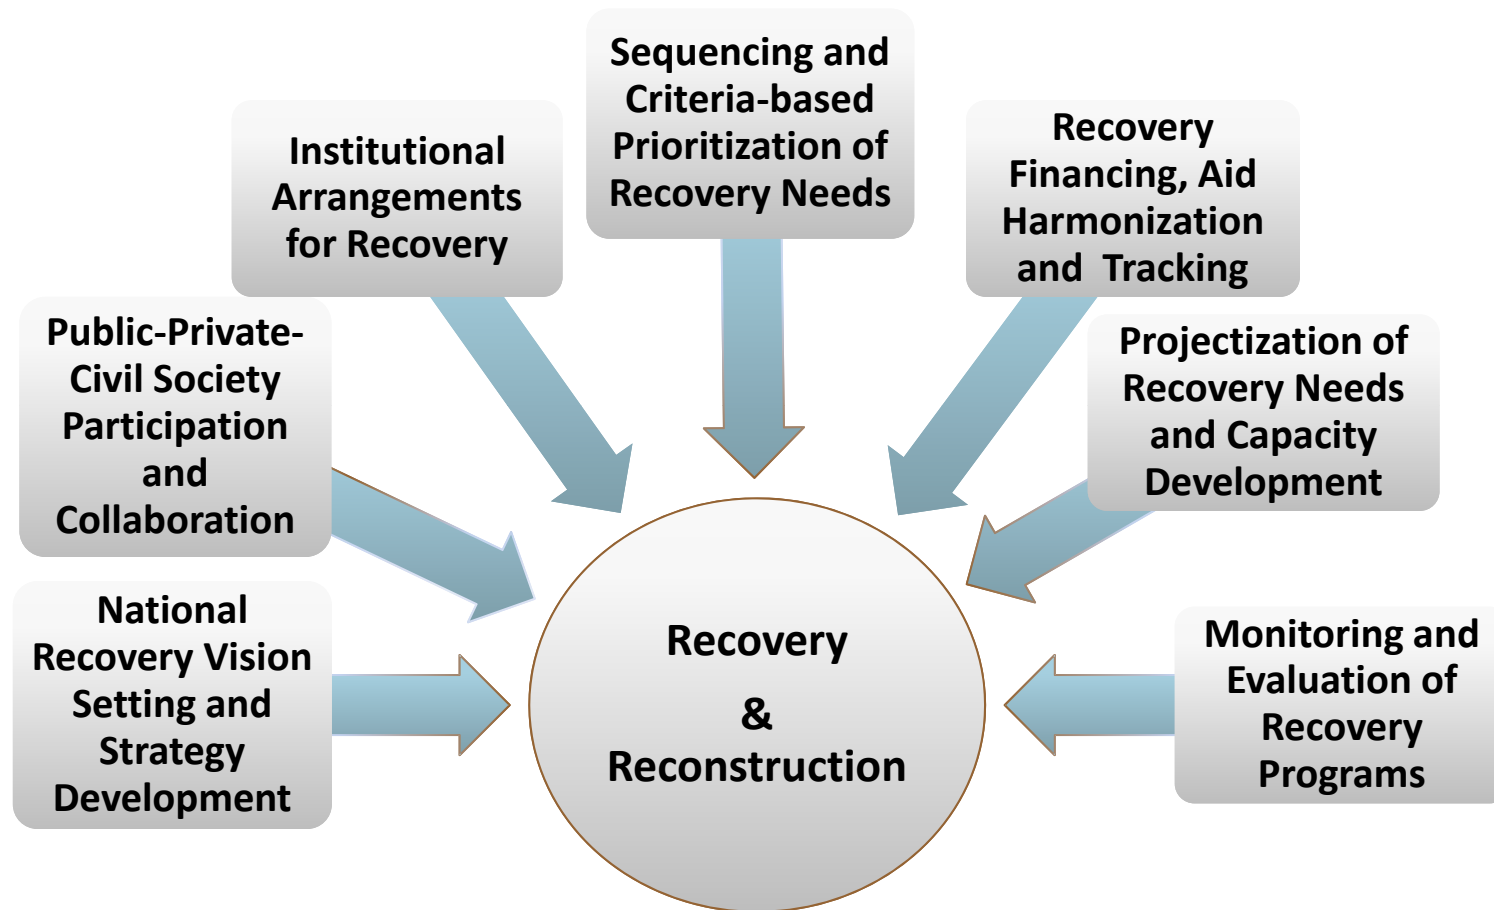 Sequencing and
Criteria-based
Prioritization of
Recovery Needs
Institutional
Arrangements
for Recovery
Recovery
Financing, Aid
Harmonization
and  Tracking
Public-Private-
Civil Society
Participation
and
Collaboration
Projectization of
Recovery Needs
and Capacity
Development
National
Recovery Vision
Setting and
Strategy
Development
Recovery
&
Reconstruction
Monitoring and
Evaluation of
Recovery
Programs